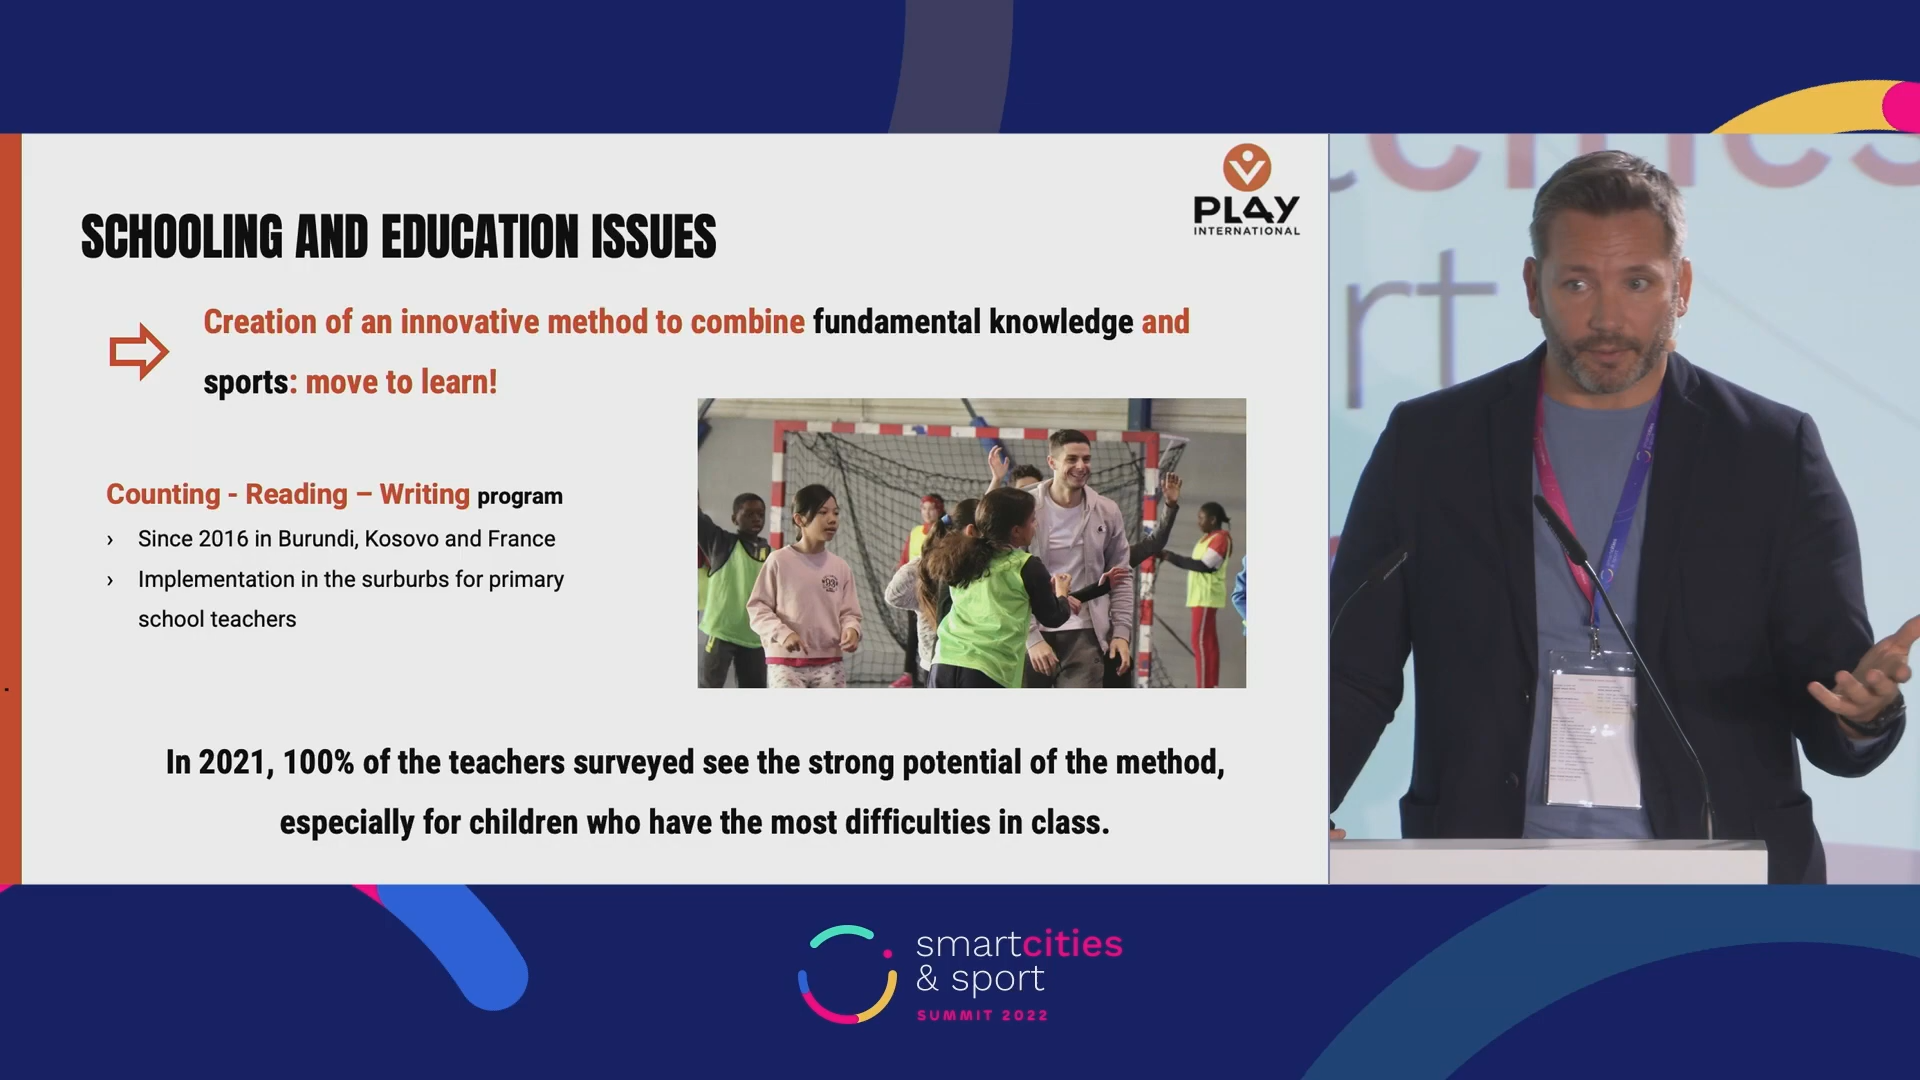 PLAY
INTERNATIONAL
SCHOOLING AND EDUCATION ISSUES
Creation of an innovative method to combine fundamental knowledge and
sports: move to learn!
Counting - Reading – Writing program
› Since 2016 in Burundi, Kosovo and France
› Implementation in the surburbs for primary
school teachers
In 2021, 100% of the teachers surveyed see the strong potential of the method,
especially for children who have the most difficulties in class.
rt
smartcities
& sport
SUMMIT 2022